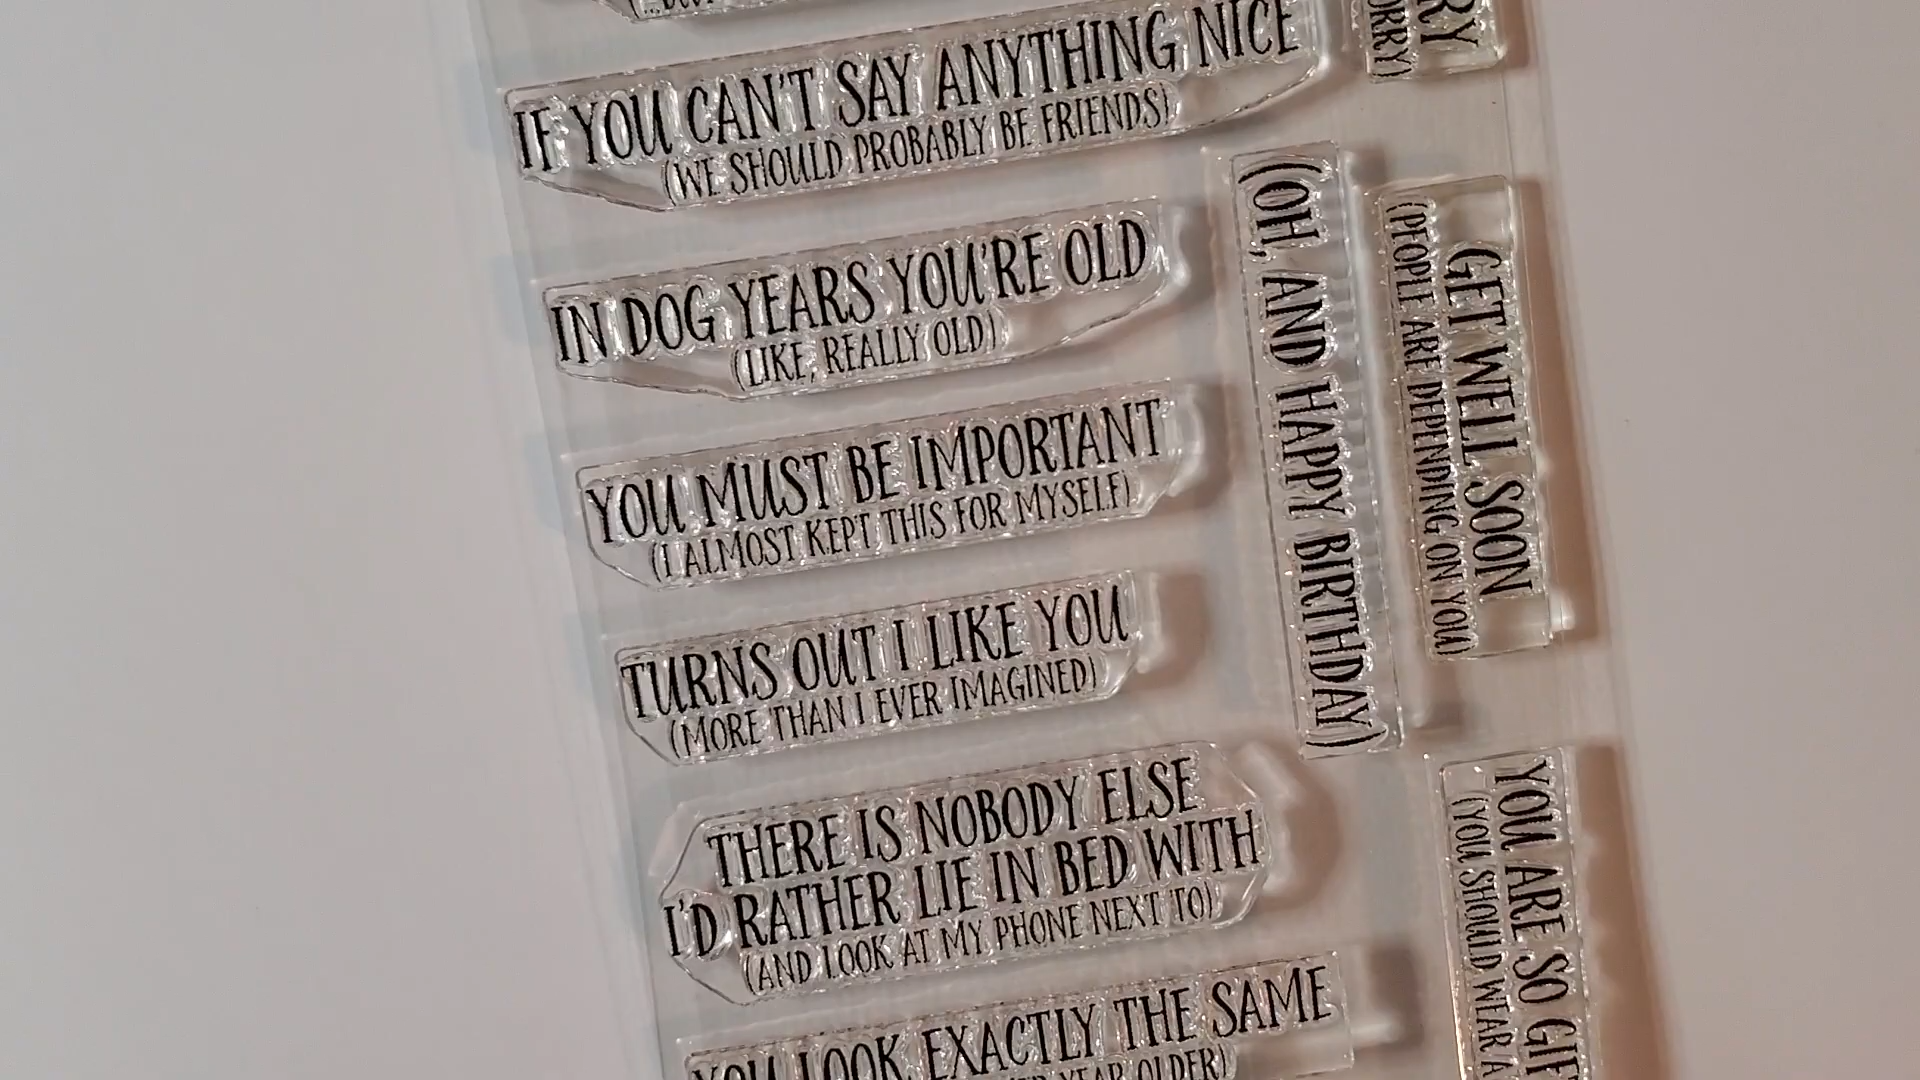 IF YOU CAN'T SAY ANYTHING NICE
(WE SHOULD PROBABLY BE FRIENDS)
IN DOG YEARS YOU'RE OLD
(LIKE, REALLY OLD)
YOU MUST BE IMPORTANT
(I ALMOST KEPT THIS FOR MYSELF)
TURNS OUT I LIKE YOU
(MORE THAN I EVER IMAGINED)
THERE IS NOBODY ELSE
I'D RATHER LIE IN BED WITH
(AND LOOK AT MY PHONE NEXT TO)
YOU LOOK EXACTLY THE SAME
YEAR OLDER)
(OH, AND HAPPY BIRTHDAY)
GET WELL SOON
(PEOPLE ARE DEPENDING ON YOU)
YOU ARE SO
(YOU SHOULD WEAR A